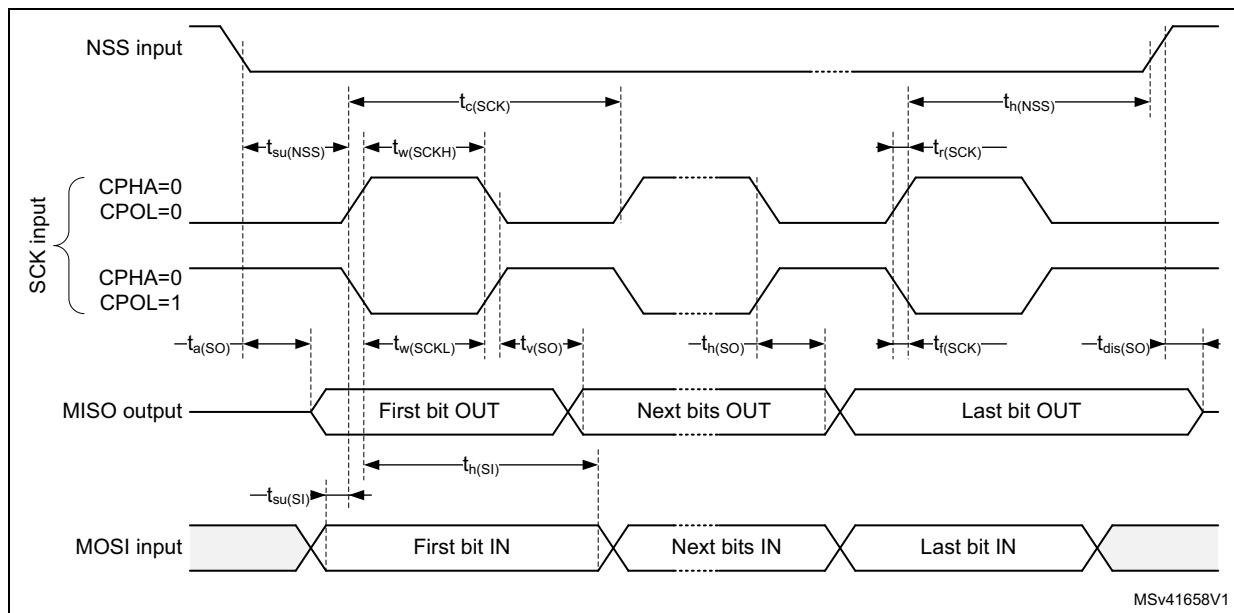 NSS input
tc(SCK)
th(NSS)
tsu(NSS)
tw(SCKH)
tr(SCK)
SCK input
CPHA=0
CPOL=0
CPHA=0
CPOL=1
ta(SO)
tw(SCKL)
tv(SO)
th(SO)
tf(SCK)
tdis(SO)
MISO output
First bit OUT
Next bits OUT
Last bit OUT
th(SI)
tsu(SI)
MOSI input
First bit IN
Next bits IN
Last bit IN
MSv41658V1